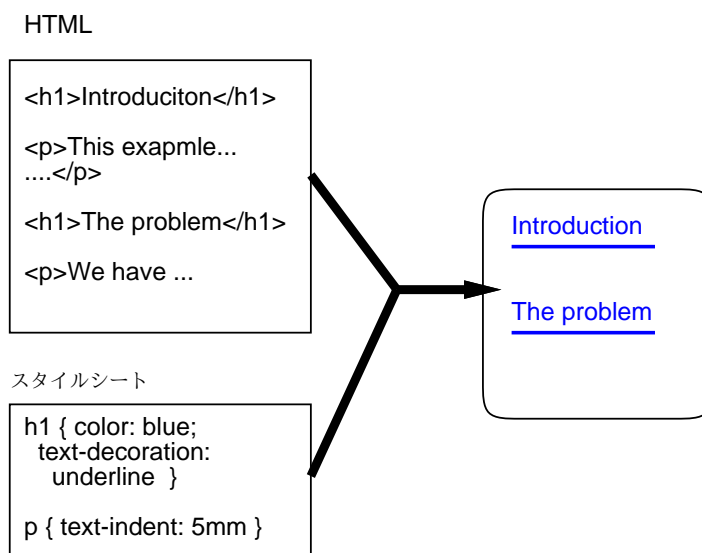 HTML
<h1>Introduciton</h1>
<p>This exapmle...
....</p>
<h1>The problem</h1>
<p>We have ...
Introduction
The problem
スタイルシート
h1 { color: blue;
text-decoration:
underline }
p { text-indent: 5mm }